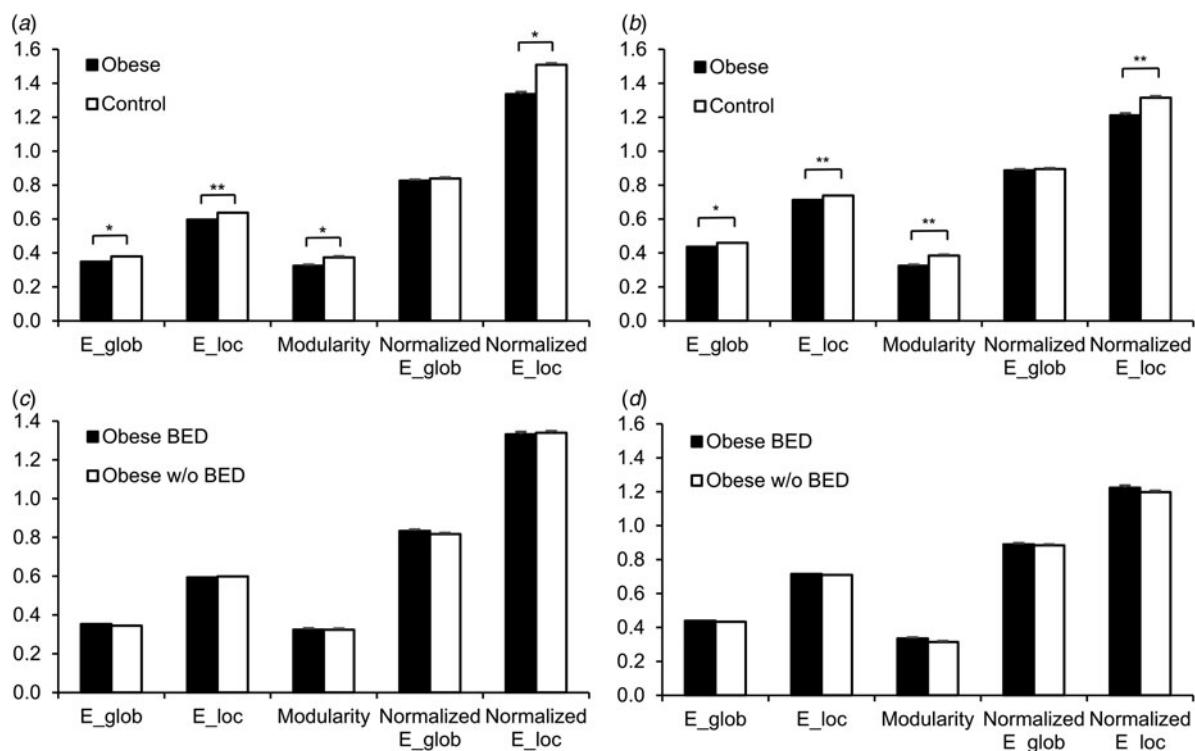 (a)
1.6
1.4
1.2
1.0
0.8
0.6
0.4
0.2
0.0
Obese
Control
*
**
*
*
E_glob
E_loc
Modularity
Normalized
E_glob
Normalized
E_loc
(b)
1.6
1.4
1.2
1.0
0.8
0.6
0.4
0.2
0.0
Obese
Control
*
**
**
**
E_glob
E_loc
Modularity
Normalized
E_glob
Normalized
E_loc
(c)
1.4
1.2
1.0
0.8
0.6
0.4
0.2
0.0
Obese BED
Obese w/o BED
E_glob
E_loc
Modularity
Normalized
E_glob
Normalized
E_loc
(d)
1.6
1.4
1.2
1.0
0.8
0.6
0.4
0.2
0.0
Obese BED
Obese w/o BED
E_glob
E_loc
Modularity
Normalized
E_glob
Normalized
E_loc